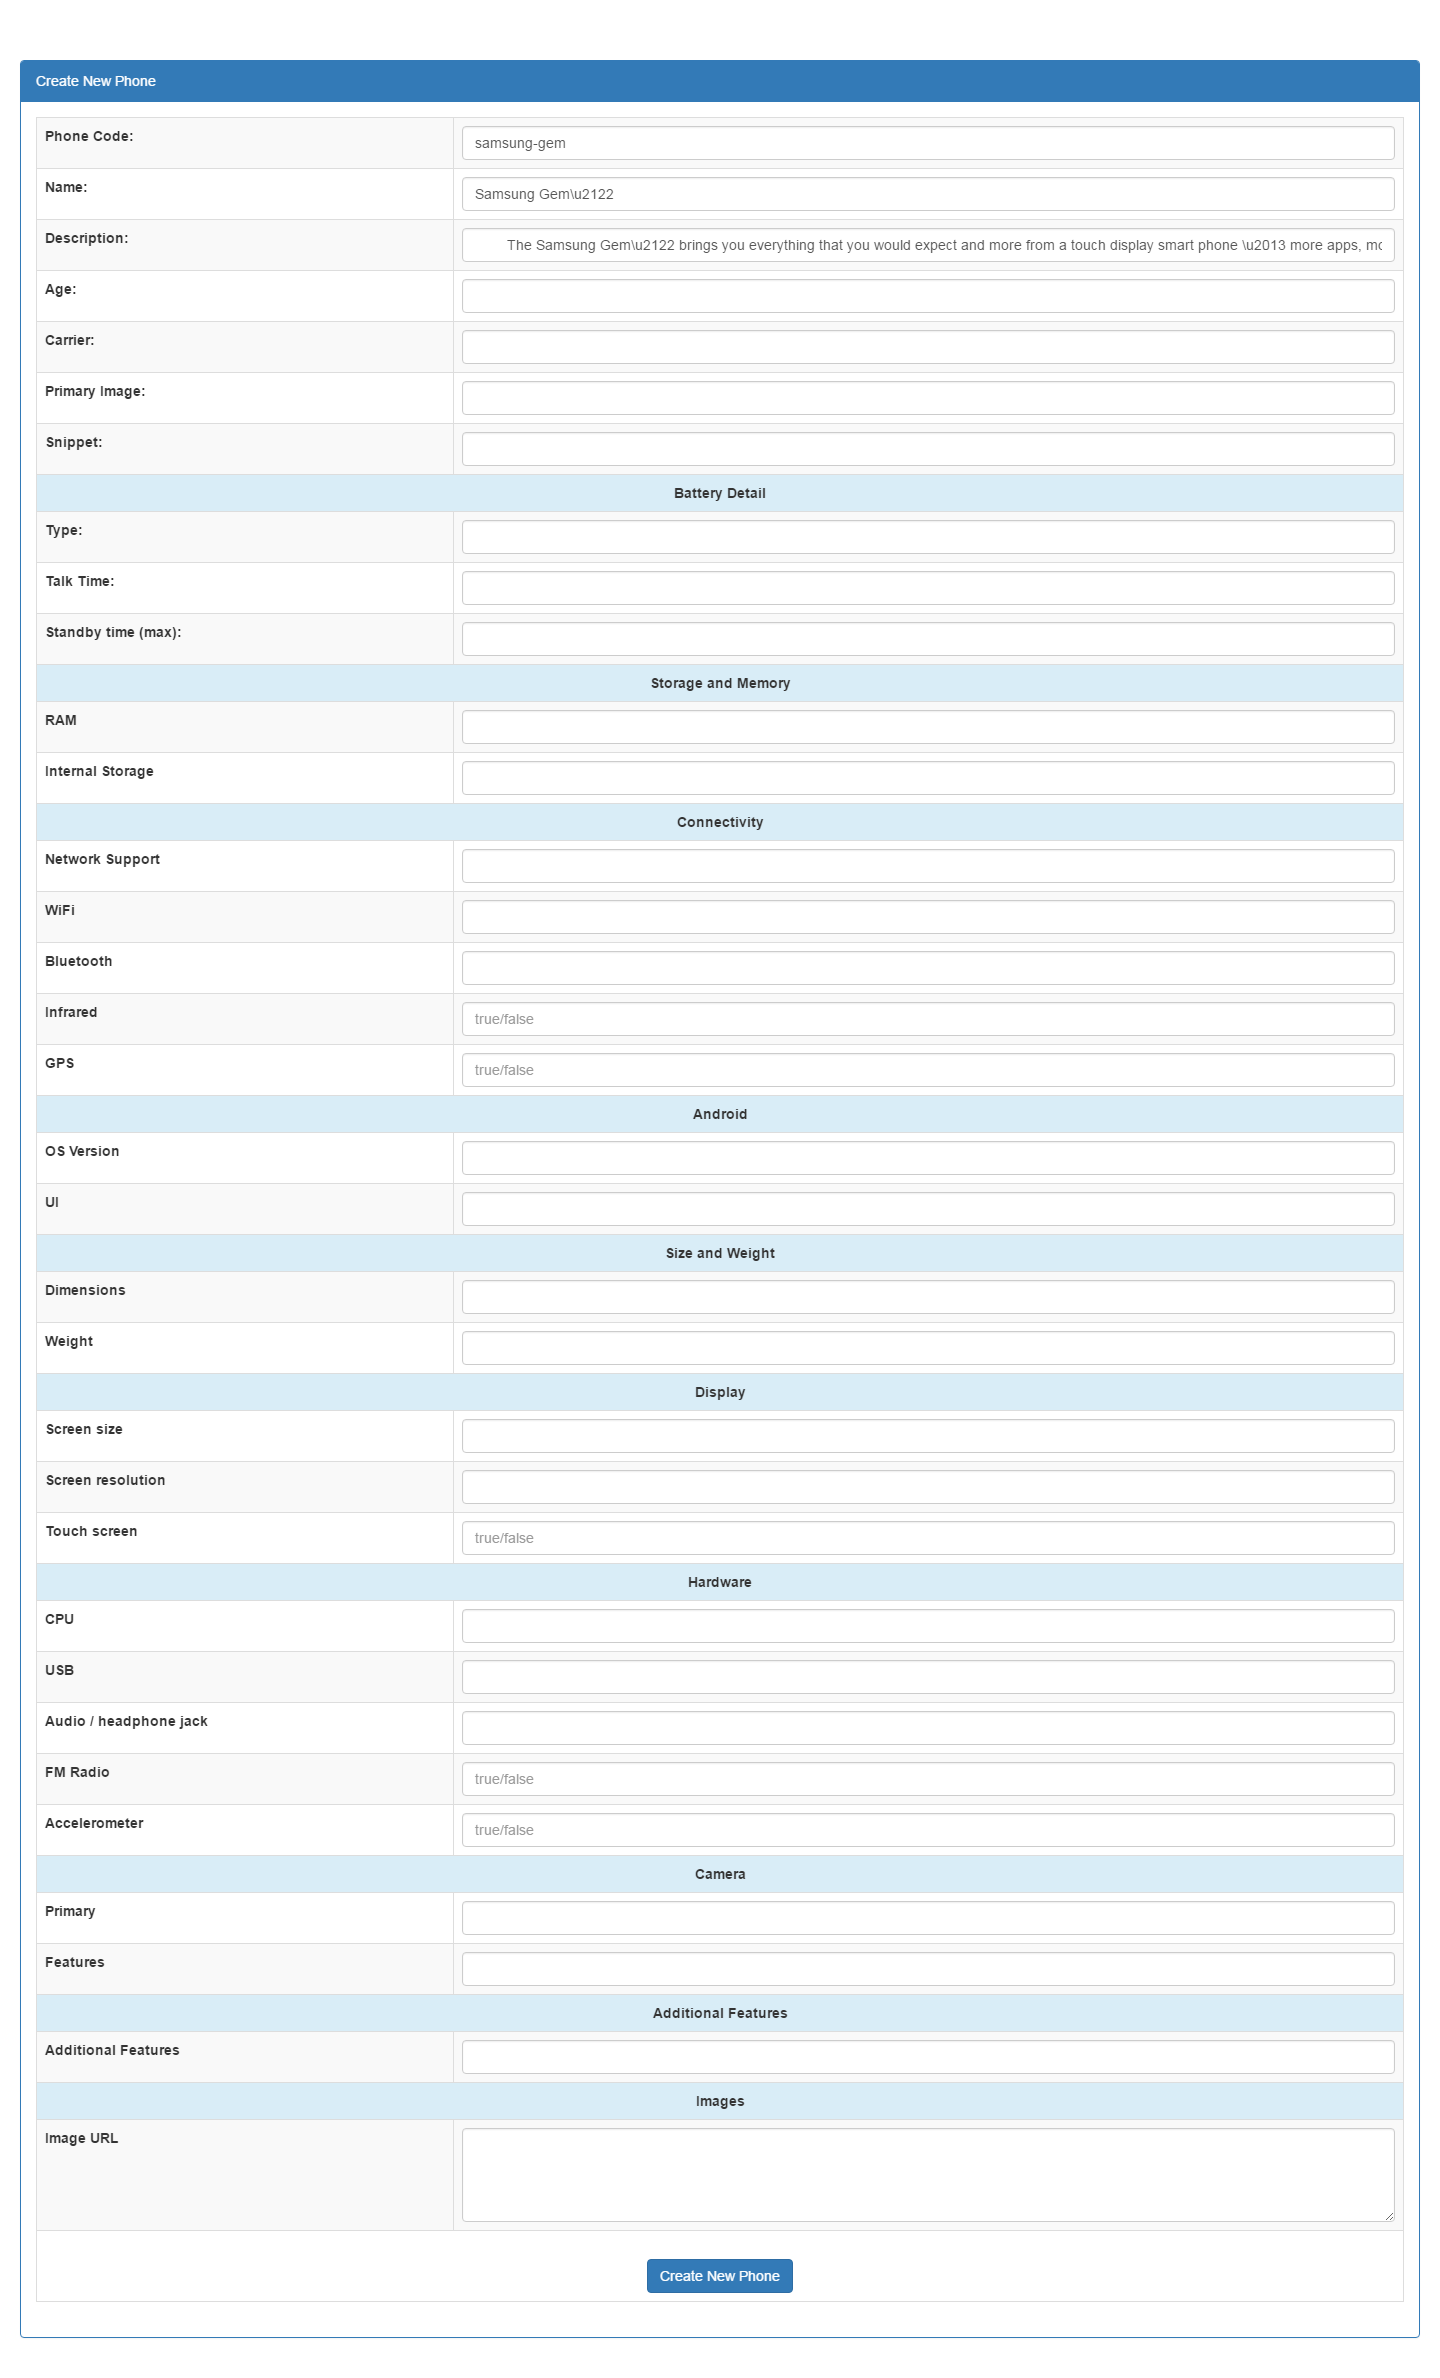 Create New Phone
Phone Code: samsung-gem
Name: Samsung Gem\u2122
Description: The Samsung Gem\u2122 brings you everything that you would expect and more from a touch display smart phone \u2013 more apps, mc
Age:
Carrier:
Primary Image:
Snippet:
Battery Detail
Type:
Talk Time:
Standby time (max):
Storage and Memory
RAM
Internal Storage
Connectivity
Network Support
WiFi
Bluetooth
Infrared true/false
GPS true/false
Android
OS Version
UI
Size and Weight
Dimensions
Weight
Display
Screen size
Screen resolution
Touch screen true/false
Hardware
CPU
USB
Audio / headphone jack
FM Radio true/false
Accelerometer true/false
Camera
Primary
Features
Additional Features
Additional Features
Images
Image URL
Create New Phone